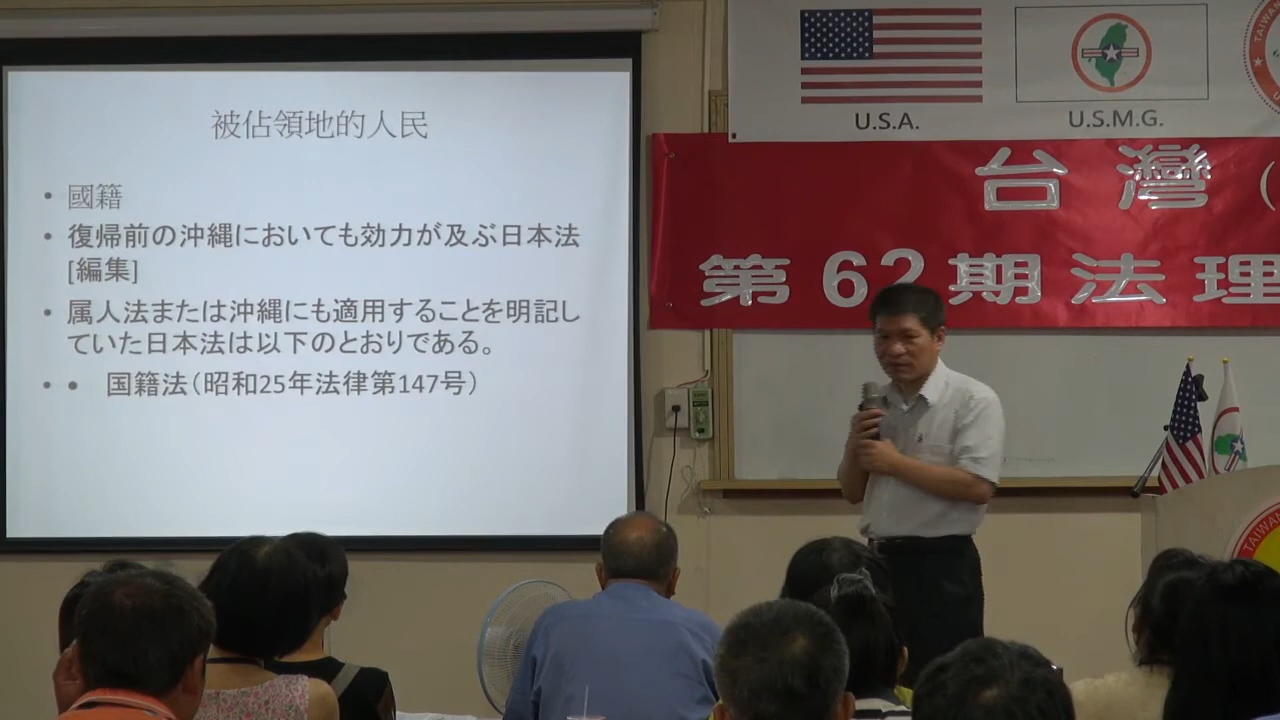 被佔領地的人民
• 國籍
• 復帰前の沖縄においても効力が及ぶ日本法
[編集]
• 属人法または沖縄にも適用することを明記し
ていた日本法は以下のとおりである。
• • 国籍法（昭和25年法律第147号）
U.S.A.
U.S.M.G.
TAIWAN
台灣（
第62期法理
TAIWAN